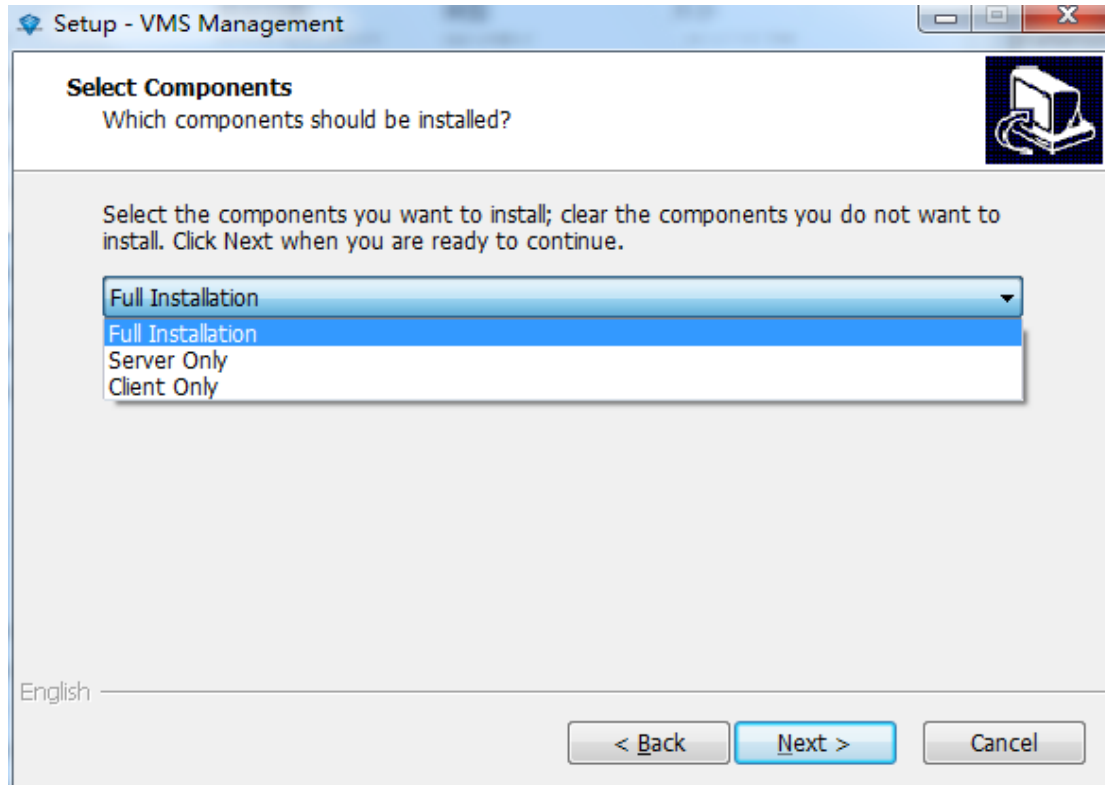 Setup - VMS Management
Select Components
Which components should be installed?
Select the components you want to install; clear the components you do not want to
install. Click Next when you are ready to continue.
Full Installation
Full Installation
Server Only
Client Only
English
< Back
Next >
Cancel